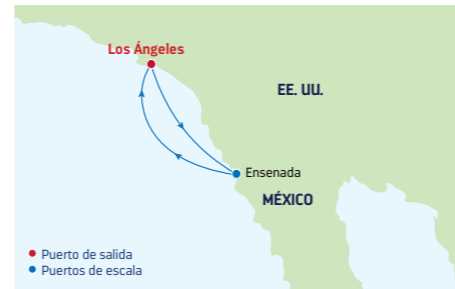 Los Ángeles
EE. UU.
Ensenada
MÉXICO
Puerto de salida
Puertos de escala